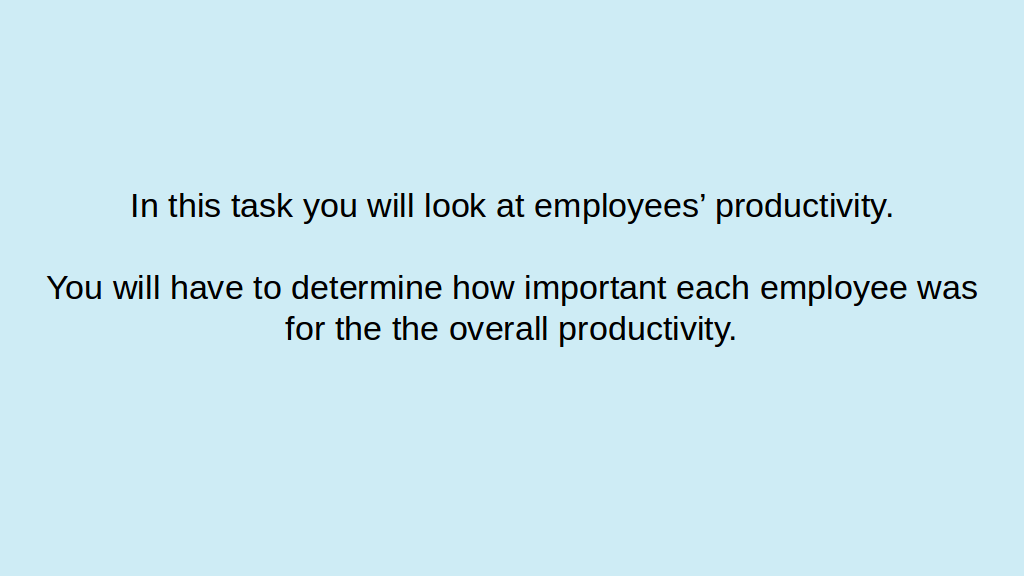 In this task you will look at employees’ productivity.
You will have to determine how important each employee was
for the the overall productivity.